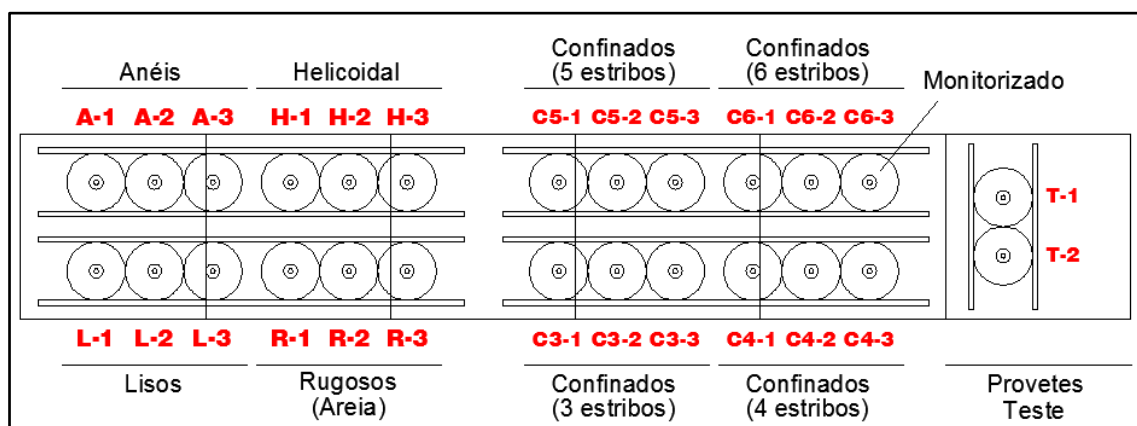 Anéis
Helicoidal
Confinados
(5 estribos)
Confinados
(6 estribos)
Monitorizado
A-1 A-2 A-3
H-1 H-2 H-3
C5-1 C5-2 C5-3
C6-1 C6-2 C6-3
T-1
T-2
L-1 L-2 L-3
R-1 R-2 R-3
C3-1 C3-2 C3-3
C4-1 C4-2 C4-3
Lisos
Rugosos
(Areia)
Confinados
(3 estribos)
Confinados
(4 estribos)
Provetes
Teste